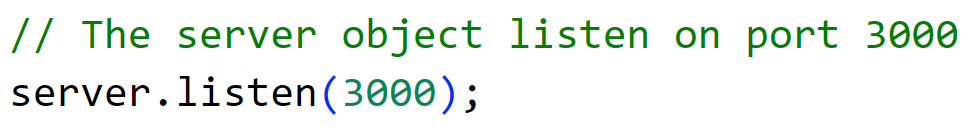 // The server object listen on port 3000
server.listen(3000);